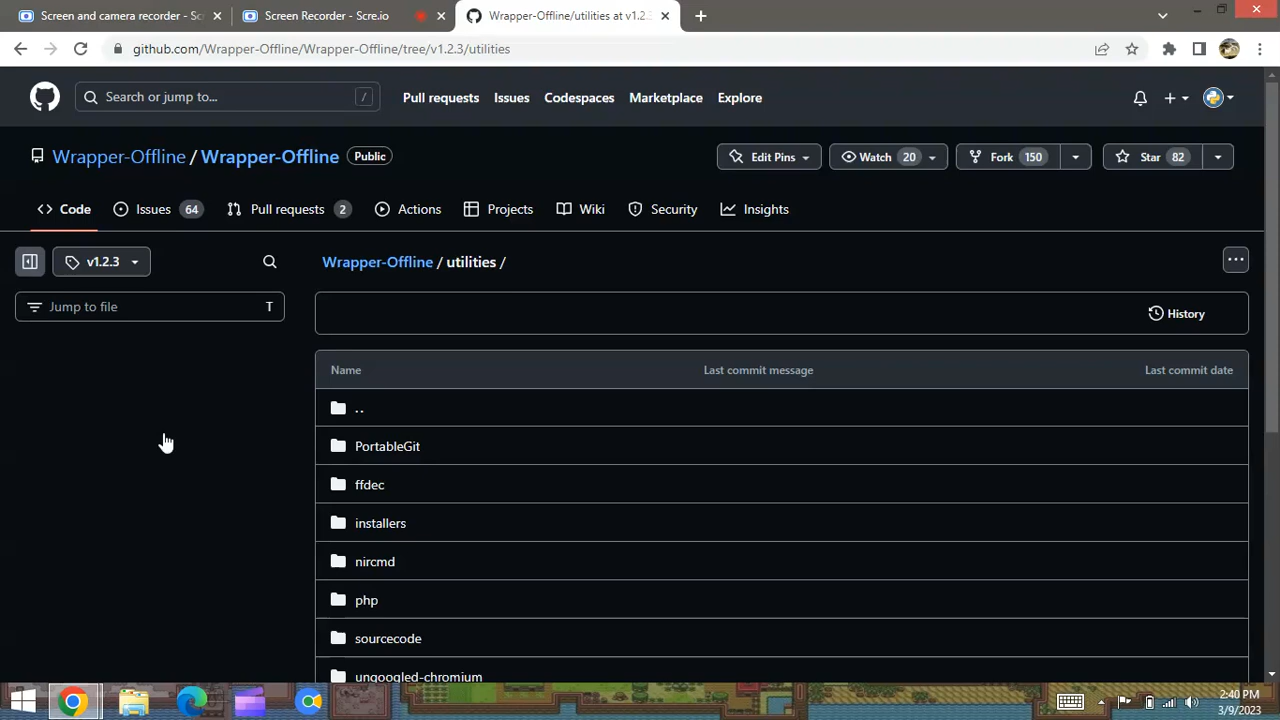 Screen and camera recorder - Scr
Screen Recorder - Scre.io
Wrapper-Offline/utilities at v1.2.3
github.com/Wrapper-Offline/Wrapper-Offline/tree/v1.2.3/utilities
Search or jump to... /
Pull requests Issues Codespaces Marketplace Explore
Wrapper-Offline / Wrapper-Offline Public
Edit Pins Watch 20 Fork 150 Star 82
Code Issues 64 Pull requests 2 Actions Projects Wiki Security Insights
v1.2.3
Wrapper-Offline / utilities /
Jump to file T
History
Name Last commit message Last commit date
..
PortableGit
ffdec
installers
nircmd
php
sourcecode
ungoogled-chromium
2:40 PM
3/9/2023